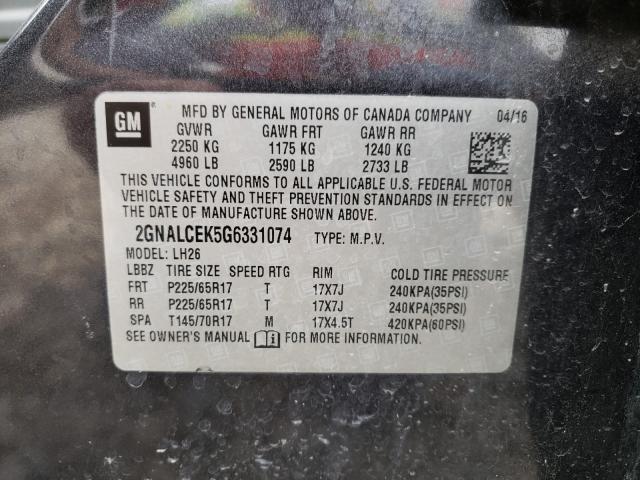 GM
MFD BY GENERAL MOTORS OF CANADA COMPANY 04/16
GVWR GAWR FRT GAWR RR
2250 KG 1175 KG 1240 KG
4960 LB 2590 LB 2733 LB
THIS VEHICLE CONFORMS TO ALL APPLICABLE U.S. FEDERAL MOTOR
VEHICLE SAFETY AND THEFT PREVENTION STANDARDS IN EFFECT ON
THE DATE OF MANUFACTURE SHOWN ABOVE.
2GNALCEK5G6331074 TYPE: M.P.V.
MODEL: LH26
LBBZ TIRE SIZE SPEED RTG RIM COLD TIRE PRESSURE
FRT P225/65R17 T 17X7J 240KPA(35PSI)
RR P225/65R17 T 17X7J 240KPA(35PSI)
SPA T145/70R17 M 17X4.5T 420KPA(60PSI)
SEE OWNER'S MANUAL FOR MORE INFORMATION.